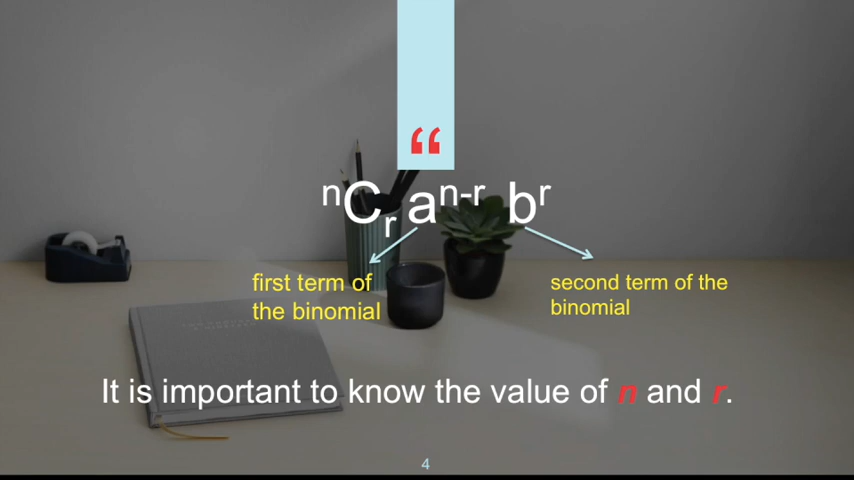 “
ⁿCᵣ aⁿ⁻ʳ bʳ
first term of
the binomial
second term of the
binomial
It is important to know the value of n and r.
4